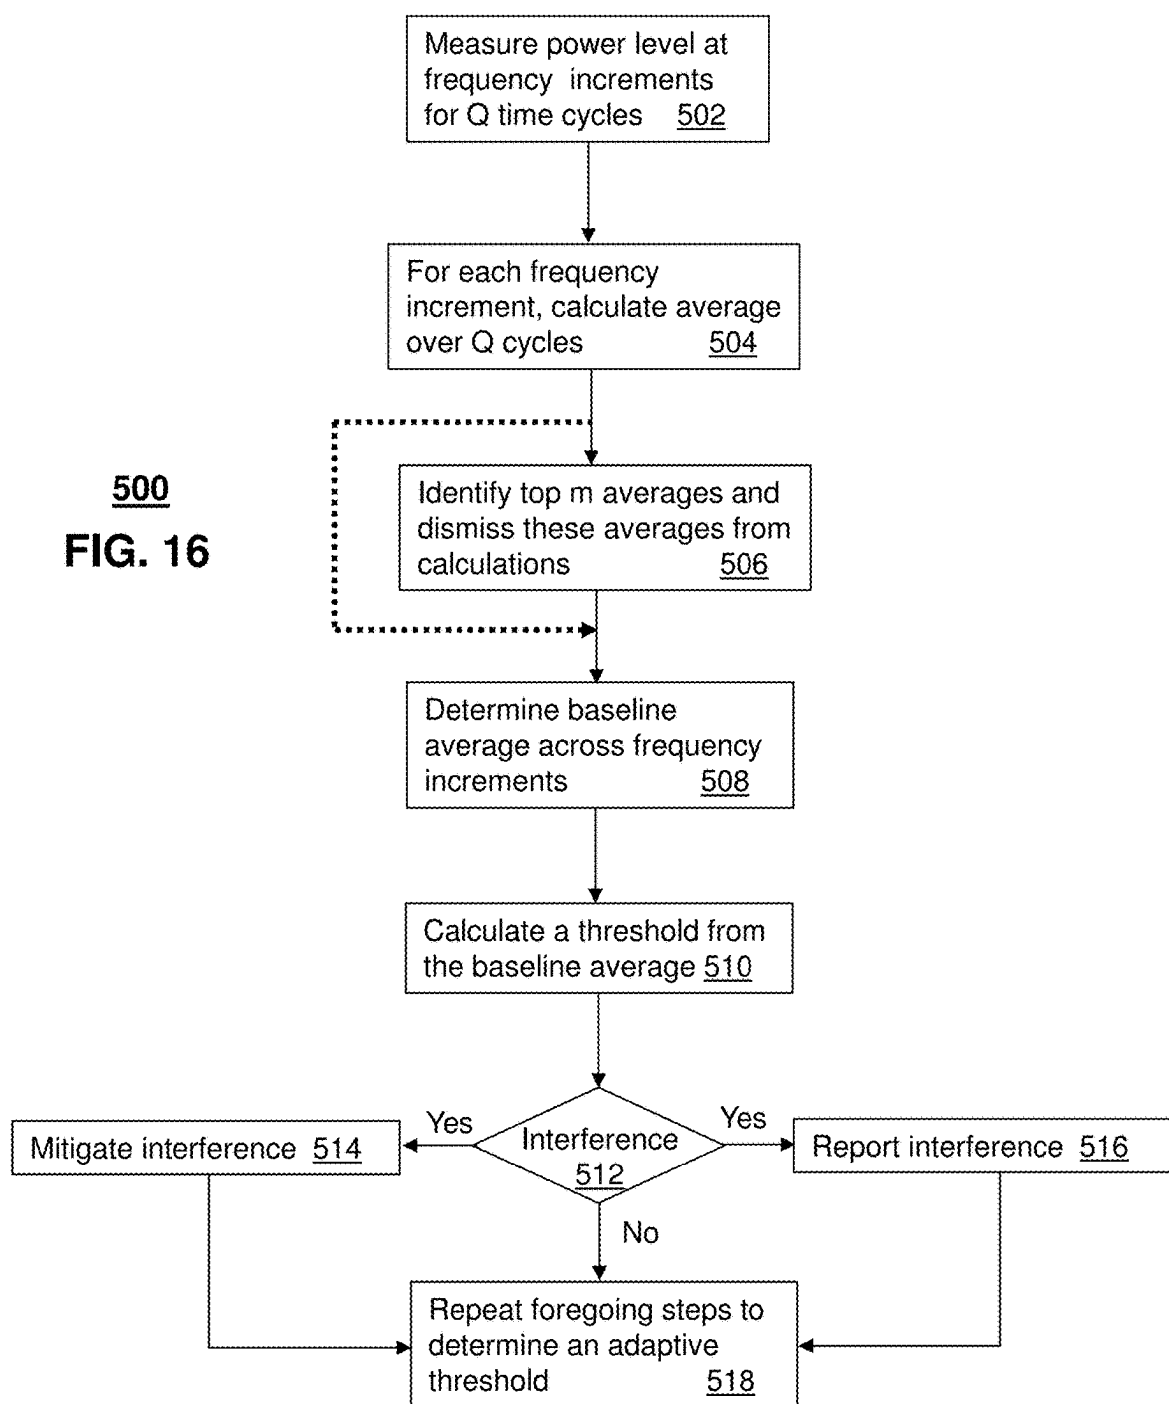 Measure power level at
frequency increments
for Q time cycles 502
For each frequency
increment, calculate average
over Q cycles 504
500
FIG. 16
Identify top m averages and
dismiss these averages from
calculations 506
Determine baseline
average across frequency
increments 508
Calculate a threshold from
the baseline average 510
Yes
Yes
Mitigate interference 514
Interference
512
Report interference 516
No
Repeat foregoing steps to
determine an adaptive
threshold 518